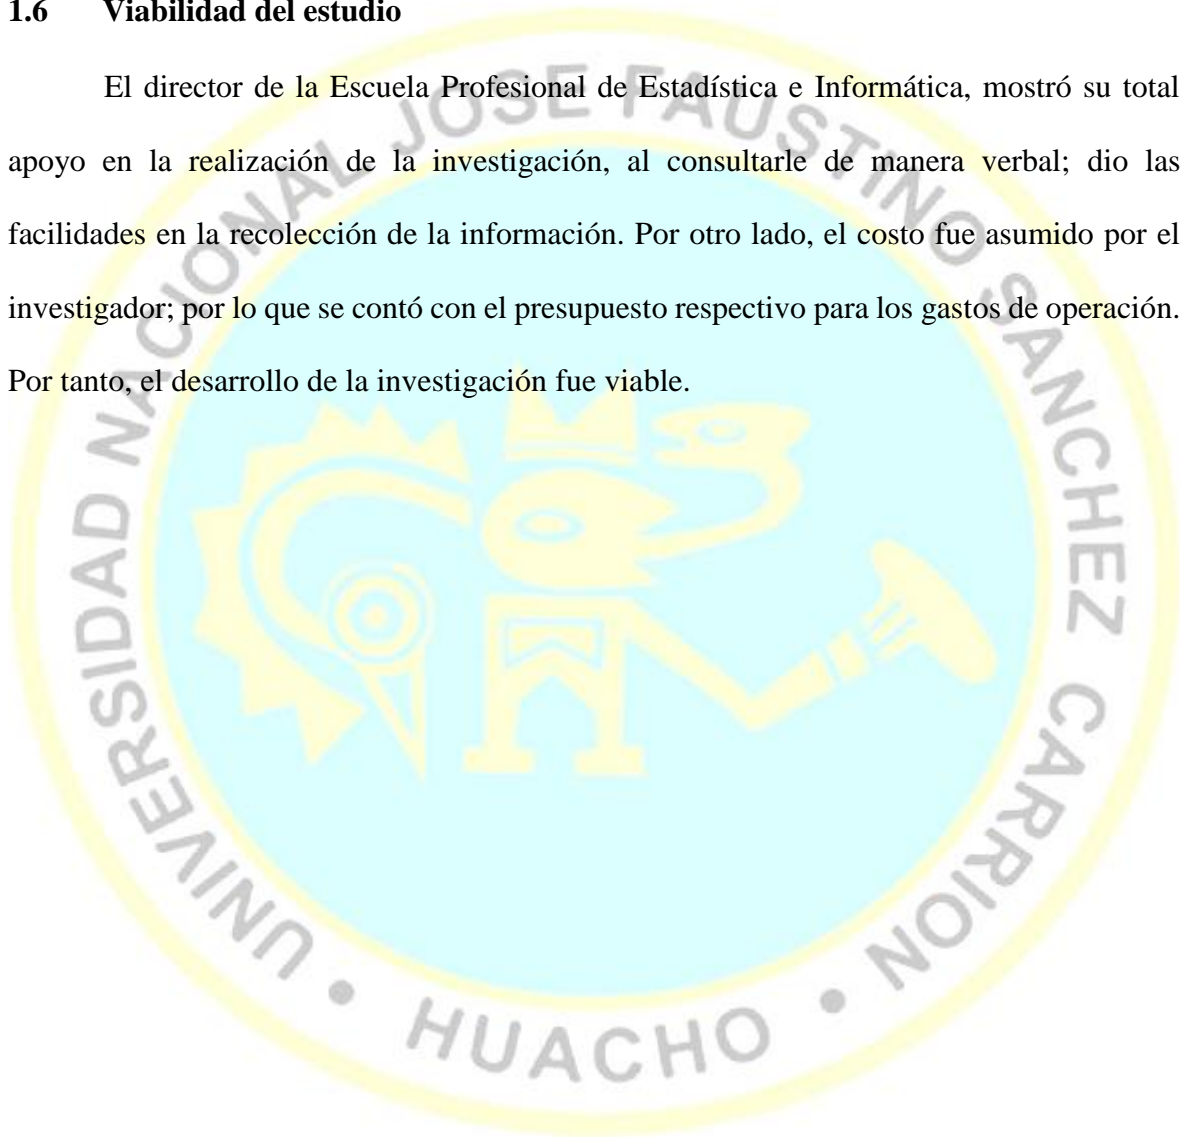 1.6 Viabilidad del estudio
El director de la Escuela Profesional de Estadística e Informática, mostró su total
apoyo en la realización de la investigación, al consultarle de manera verbal; dio las
facilidades en la recolección de la información. Por otro lado, el costo fue asumido por el
investigador; por lo que se contó con el presupuesto respectivo para los gastos de operación.
Por tanto, el desarrollo de la investigación fue viable.
UNIVERSIDAD NACIONAL JOSE FAUSTINO SANCHEZ CARRION • HUACHO •